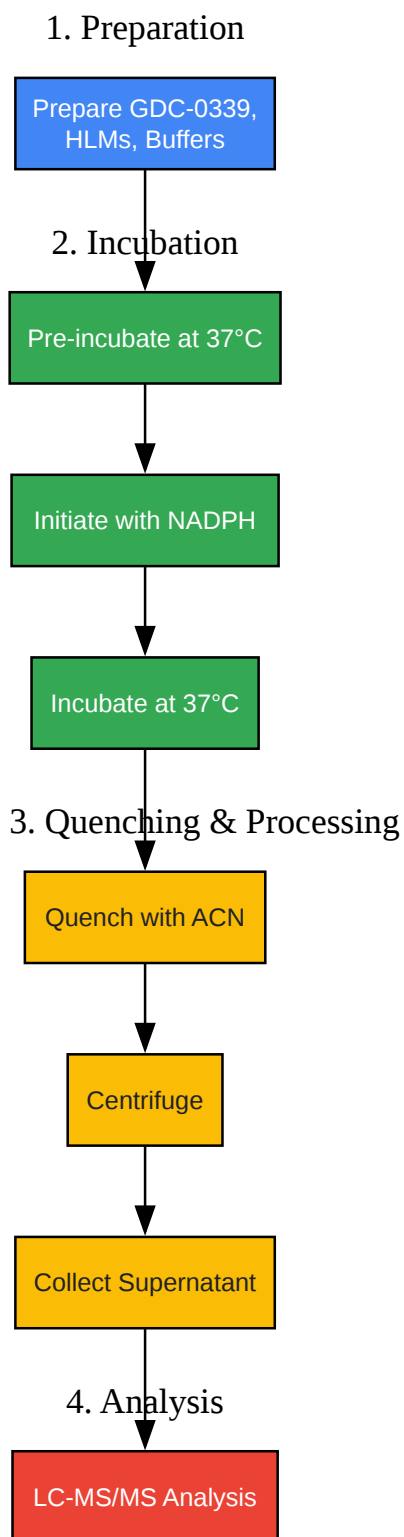 1. Preparation
Prepare GDC-0339,
HLMs, Buffers
2. Incubation
Pre-incubate at 37°C
Initiate with NADPH
Incubate at 37°C
3. Quenching & Processing
Quench with ACN
Centrifuge
Collect Supernatant
4. Analysis
LC-MS/MS Analysis